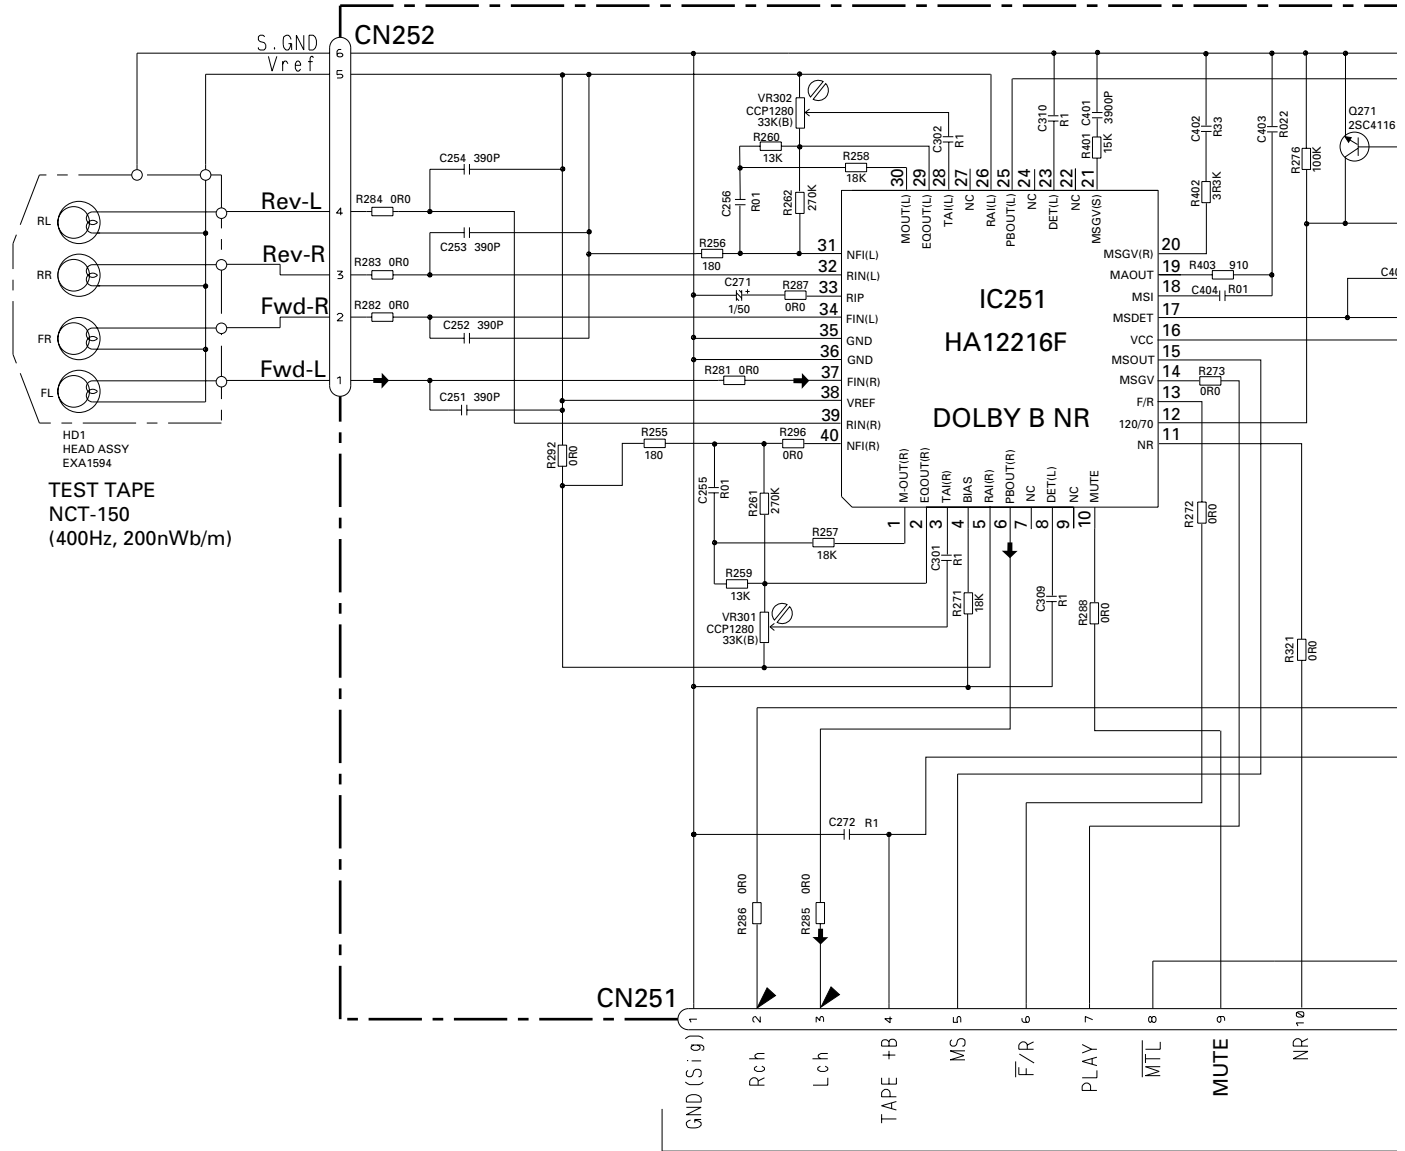 CN252
S.GND
Vref
6
5
4
3
2
1
Rev-L
Rev-R
Fwd-R
Fwd-L
RL
RR
FR
FL
HD1
HEAD ASSY
EXA1594
TEST TAPE
NCT-150
(400Hz, 200nWb/m)
C254 390P
R284 0R0
C253 390P
R283 0R0
R282 0R0
C252 390P
C251 390P
R281 0R0
R292
0R0
VR302
CCP1280
33K(B)
R260
13K
R258
18K
C256
R01
R262
270K
R256
180
C271
+
1/50
R287
0R0
C302
R1
C310
R1
C401
3900P
R401
15K
C402
R33
R402
3R3K
C403
R022
R276
100K
Q271
2SC4116
30
29
28
27
26
25
24
23
22
21
MOUT(L)
EQOUT(L)
TAI(L)
NC
RAI(L)
PBOUT(L)
NC
DET(L)
NC
MSGV(S)
31 NFI(L)
32 RIN(L)
33 RIP
34 FIN(L)
35 GND
36 GND
37 FIN(R)
38 VREF
39 RIN(R)
40 NFI(R)
IC251
HA12216F
DOLBY B NR
MSGV(R) 20
MAOUT 19
MSI 18
MSDET 17
VCC 16
MSOUT 15
MSGV 14
F/R 13
120/70 12
NR 11
R403 910
C404 R01
C40
R273
0R0
M-OUT(R)
EQOUT(R)
TAI(R)
BIAS
RAI(R)
PBOUT(R)
NC
DET(L)
NC
MUTE
1
2
3
4
5
6
7
8
9
10
R255
180
R296
0R0
C255
R01
R261
270K
R257
18K
R259
13K
VR301
CCP1280
33K(B)
C301
R1
R271
18K
C309
R1
R288
0R0
R272
0R0
R321
0R0
C272 R1
R286 0R0
R285 0R0
CN251
1
2
3
4
5
6
7
8
9
10
GND(Sig)
Rch
Lch
TAPE +B
MS
F̅/R
PLAY
M̅T̅L̅
MUTE
NR